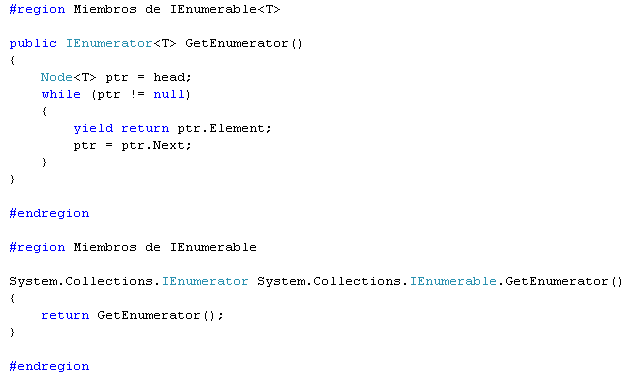 #region Miembros de IEnumerable<T>
public IEnumerator<T> GetEnumerator()
{
    Node<T> ptr = head;
    while (ptr != null)
    {
        yield return ptr.Element;
        ptr = ptr.Next;
    }
}
#endregion
#region Miembros de IEnumerable
System.Collections.IEnumerator System.Collections.IEnumerable.GetEnumerator()
{
    return GetEnumerator();
}
#endregion